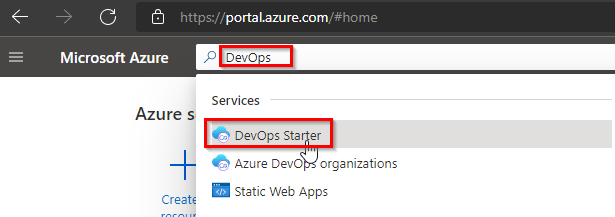 https://portal.azure.com/#home
Microsoft Azure
DevOps
Azure s
Services
DevOps Starter
Azure DevOps organizations
Static Web Apps
Create
resou